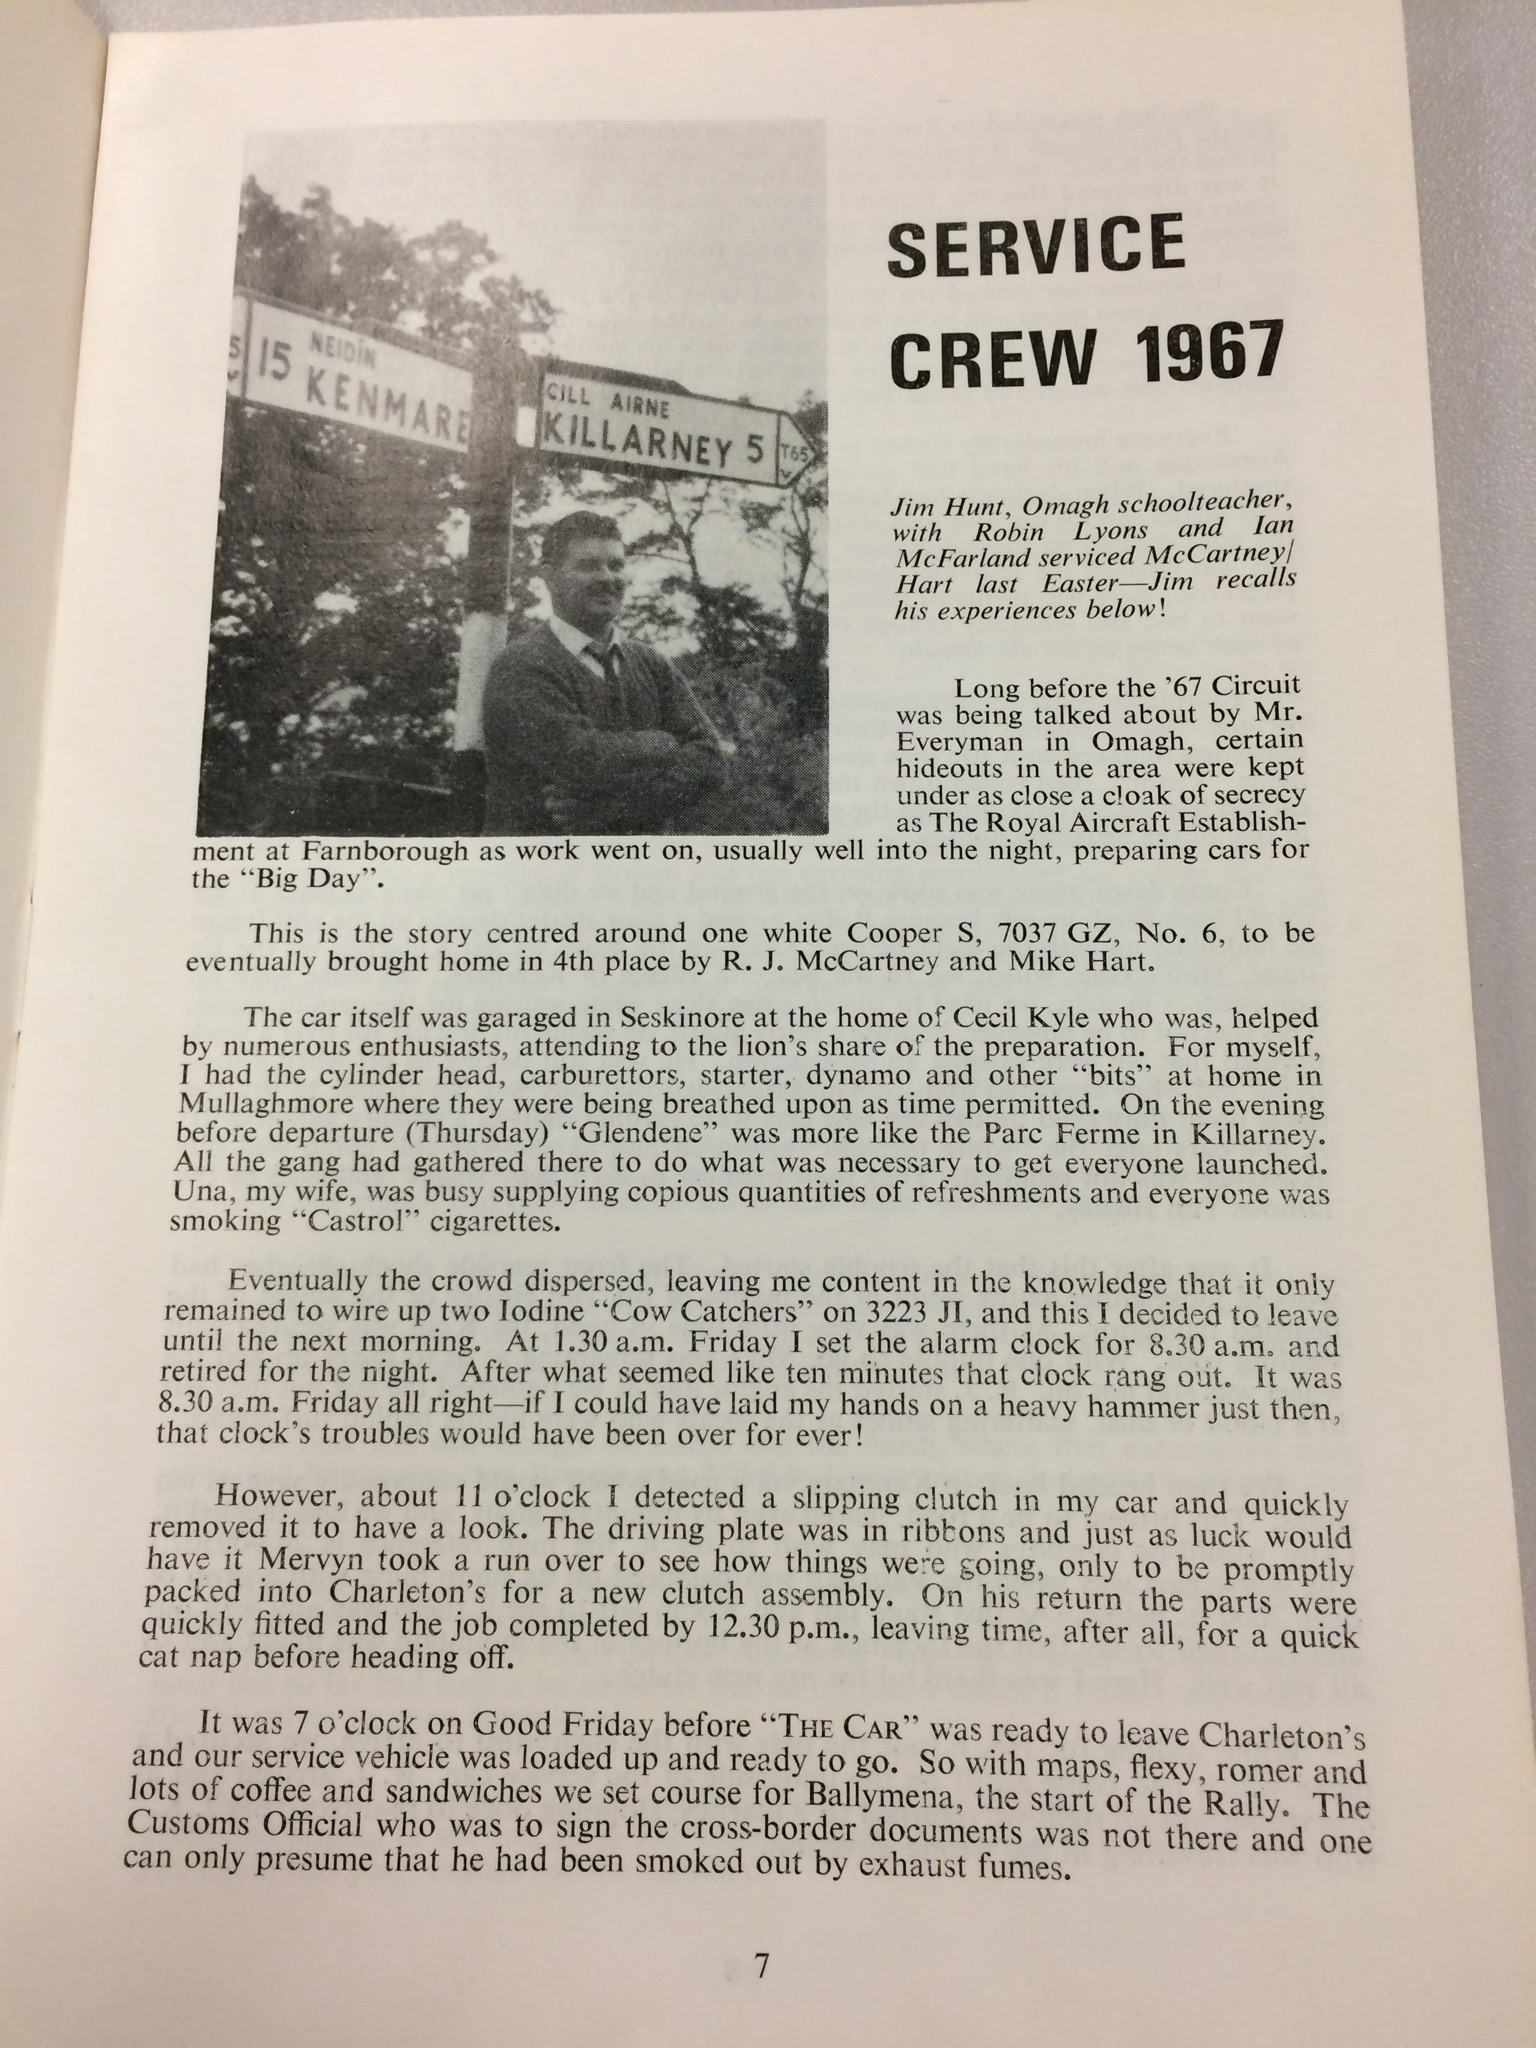 5
15 NEIDÍN
KENMARE
CILL AIRNE
KILLARNEY 5
T65
SERVICE
CREW 1967
Jim Hunt, Omagh schoolteacher,
with Robin Lyons and Ian
McFarland serviced McCartney/
Hart last Easter—Jim recalls
his experiences below!
Long before the '67 Circuit
was being talked about by Mr.
Everyman in Omagh, certain
hideouts in the area were kept
under as close a cloak of secrecy
as The Royal Aircraft Establish-
ment at Farnborough as work went on, usually well into the night, preparing cars for
the “Big Day”.
This is the story centred around one white Cooper S, 7037 GZ, No. 6, to be
eventually brought home in 4th place by R. J. McCartney and Mike Hart.
The car itself was garaged in Seskinore at the home of Cecil Kyle who was, helped
by numerous enthusiasts, attending to the lion's share of the preparation. For myself,
I had the cylinder head, carburettors, starter, dynamo and other “bits” at home in
Mullaghmore where they were being breathed upon as time permitted. On the evening
before departure (Thursday) “Glendene” was more like the Parc Ferme in Killarney.
All the gang had gathered there to do what was necessary to get everyone launched.
Una, my wife, was busy supplying copious quantities of refreshments and everyone was
smoking “Castrol” cigarettes.
Eventually the crowd dispersed, leaving me content in the knowledge that it only
remained to wire up two Iodine “Cow Catchers” on 3223 JI, and this I decided to leave
until the next morning. At 1.30 a.m. Friday I set the alarm clock for 8.30 a.m. and
retired for the night. After what seemed like ten minutes that clock rang out. It was
8.30 a.m. Friday all right—if I could have laid my hands on a heavy hammer just then,
that clock's troubles would have been over for ever!
However, about 11 o'clock I detected a slipping clutch in my car and quickly
removed it to have a look. The driving plate was in ribbons and just as luck would
have it Mervyn took a run over to see how things were going, only to be promptly
packed into Charleton's for a new clutch assembly. On his return the parts were
quickly fitted and the job completed by 12.30 p.m., leaving time, after all, for a quick
cat nap before heading off.
It was 7 o'clock on Good Friday before “THE CAR” was ready to leave Charleton's
and our service vehicle was loaded up and ready to go. So with maps, flexy, romer and
lots of coffee and sandwiches we set course for Ballymena, the start of the Rally. The
Customs Official who was to sign the cross-border documents was not there and one
can only presume that he had been smoked out by exhaust fumes.
7